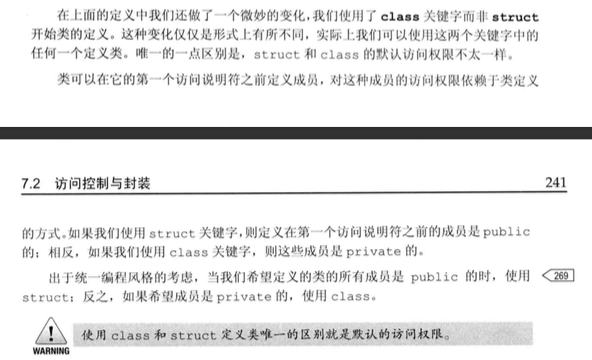 在上面的定义中我们还做了一个微妙的变化,我们使用了 class 关键字而非 struct
开始类的定义。这种变化仅仅是形式上有所不同,实际上我们可以使用这两个关键字中的
任何一个定义类。唯一的一点区别是,struct 和 class 的默认访问权限不太一样。
类可以在它的第一个访问说明符之前定义成员,对这种成员的访问权限依赖于类定义
7.2 访问控制与封装 241
的方式。如果我们使用 struct 关键字,则定义在第一个访问说明符之前的成员是 public
的;相反,如果我们使用 class 关键字,则这些成员是 private 的。
出于统一编程风格的考虑,当我们希望定义的类的所有成员是 public 的时,使用 269
struct;反之,如果希望成员是 private 的,使用 class。
使用 class 和 struct 定义类唯一的区别就是默认的访问权限。
WARNING